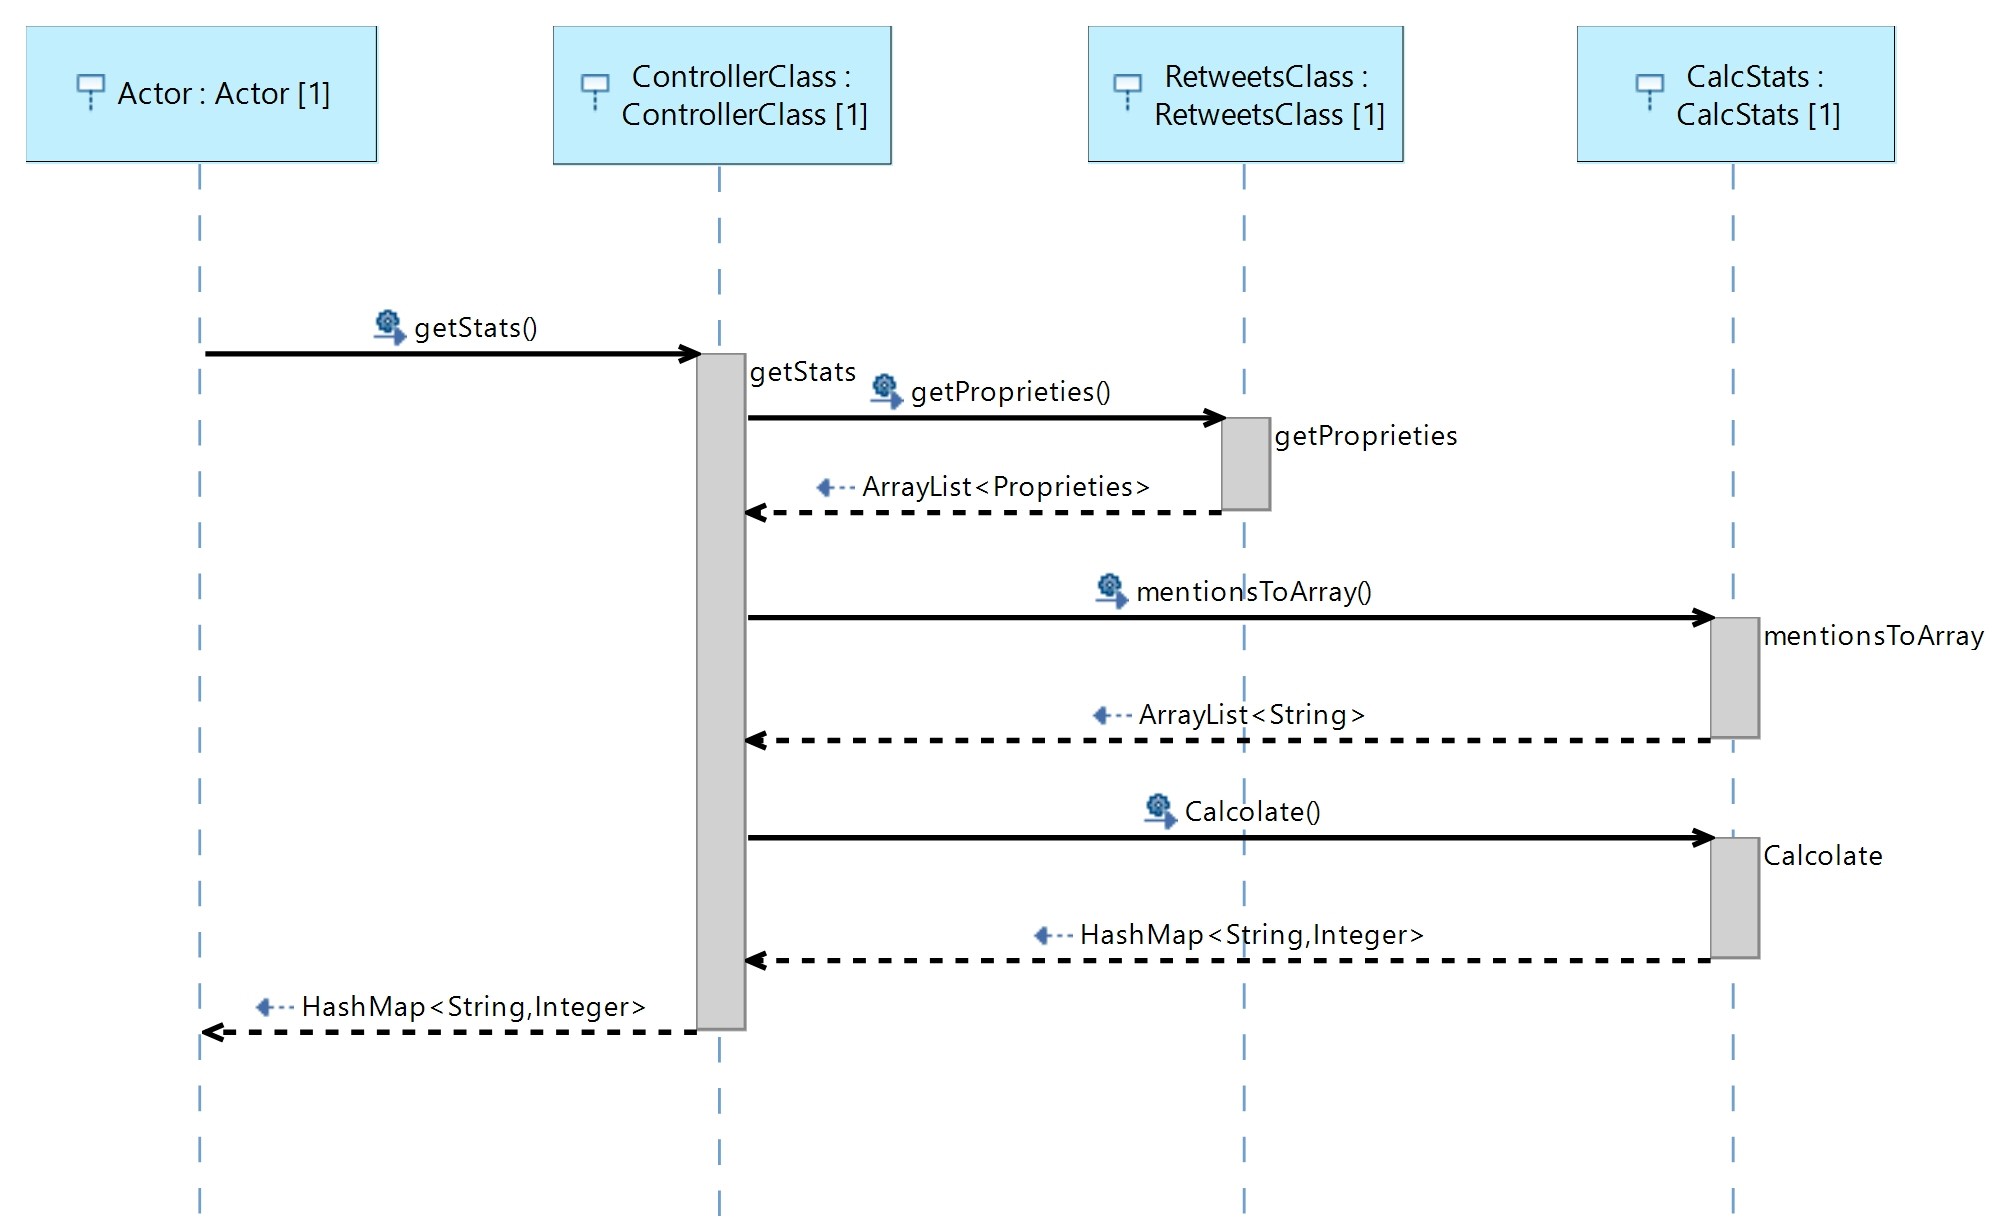 Actor : Actor [1]
ControllerClass :
ControllerClass [1]
RetweetsClass :
RetweetsClass [1]
CalcStats :
CalcStats [1]
getStats()
getStats
getProprieties()
getProprieties
ArrayList<Proprieties>
mentionsToArray()
mentionsToArray
ArrayList<String>
Calcolate()
Calcolate
HashMap<String,Integer>
HashMap<String,Integer>